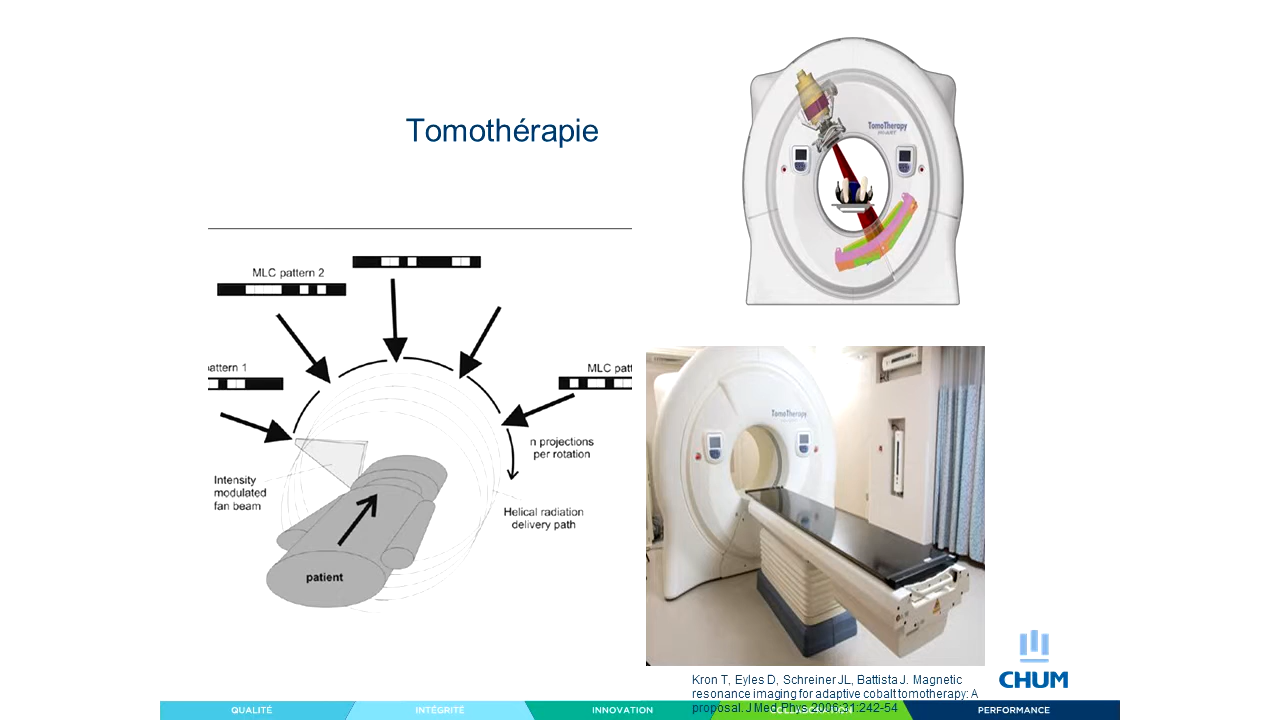 Tomothérapie
TomoTherapy
MLC pattern 2
attern 1
MLC patt
n projections
per rotation
Intensity
modulated
fan beam
Helical radiation
delivery path
patient
TomoTherapy
Kron T, Eyles D, Schreiner JL, Battista J. Magnetic
resonance imaging for adaptive cobalt tomotherapy: A
proposal. J Med Phys 2006;31:242-54
CHUM
QUALITÉ
INTÉGRITÉ
INNOVATION
PERFORMANCE